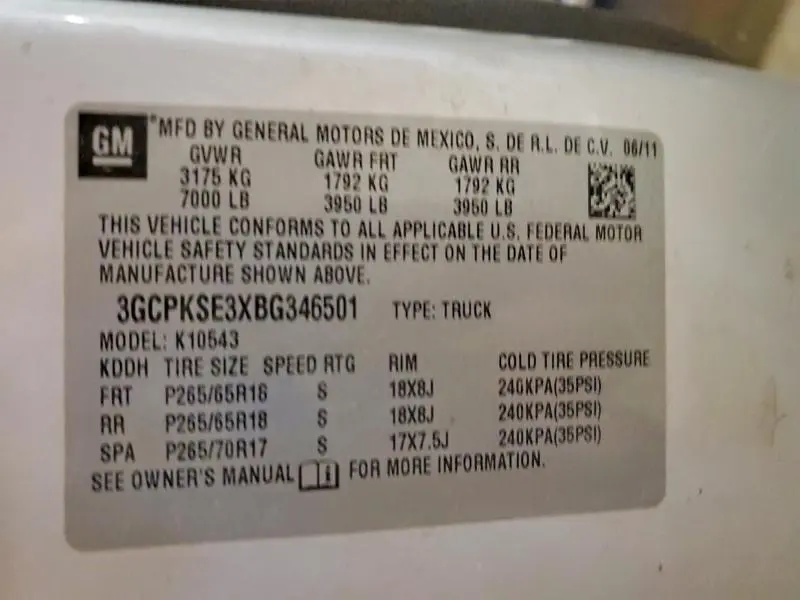 GM *MFD BY GENERAL MOTORS DE MEXICO, S. DE R.L. DE C.V. 06/11
GVWR GAWR FRT GAWR RR
3175 KG 1792 KG 1792 KG
7000 LB 3950 LB 3950 LB
THIS VEHICLE CONFORMS TO ALL APPLICABLE U.S. FEDERAL MOTOR
VEHICLE SAFETY STANDARDS IN EFFECT ON THE DATE OF
MANUFACTURE SHOWN ABOVE.
3GCPKSE3XBG346501 TYPE: TRUCK
MODEL: K10543
KDDH TIRE SIZE SPEED RTG RIM COLD TIRE PRESSURE
FRT P265/65R18 S 18X8J 240KPA(35PSI)
RR P265/65R18 S 18X8J 240KPA(35PSI)
SPA P265/70R17 S 17X7.5J 240KPA(35PSI)
SEE OWNER'S MANUAL FOR MORE INFORMATION.